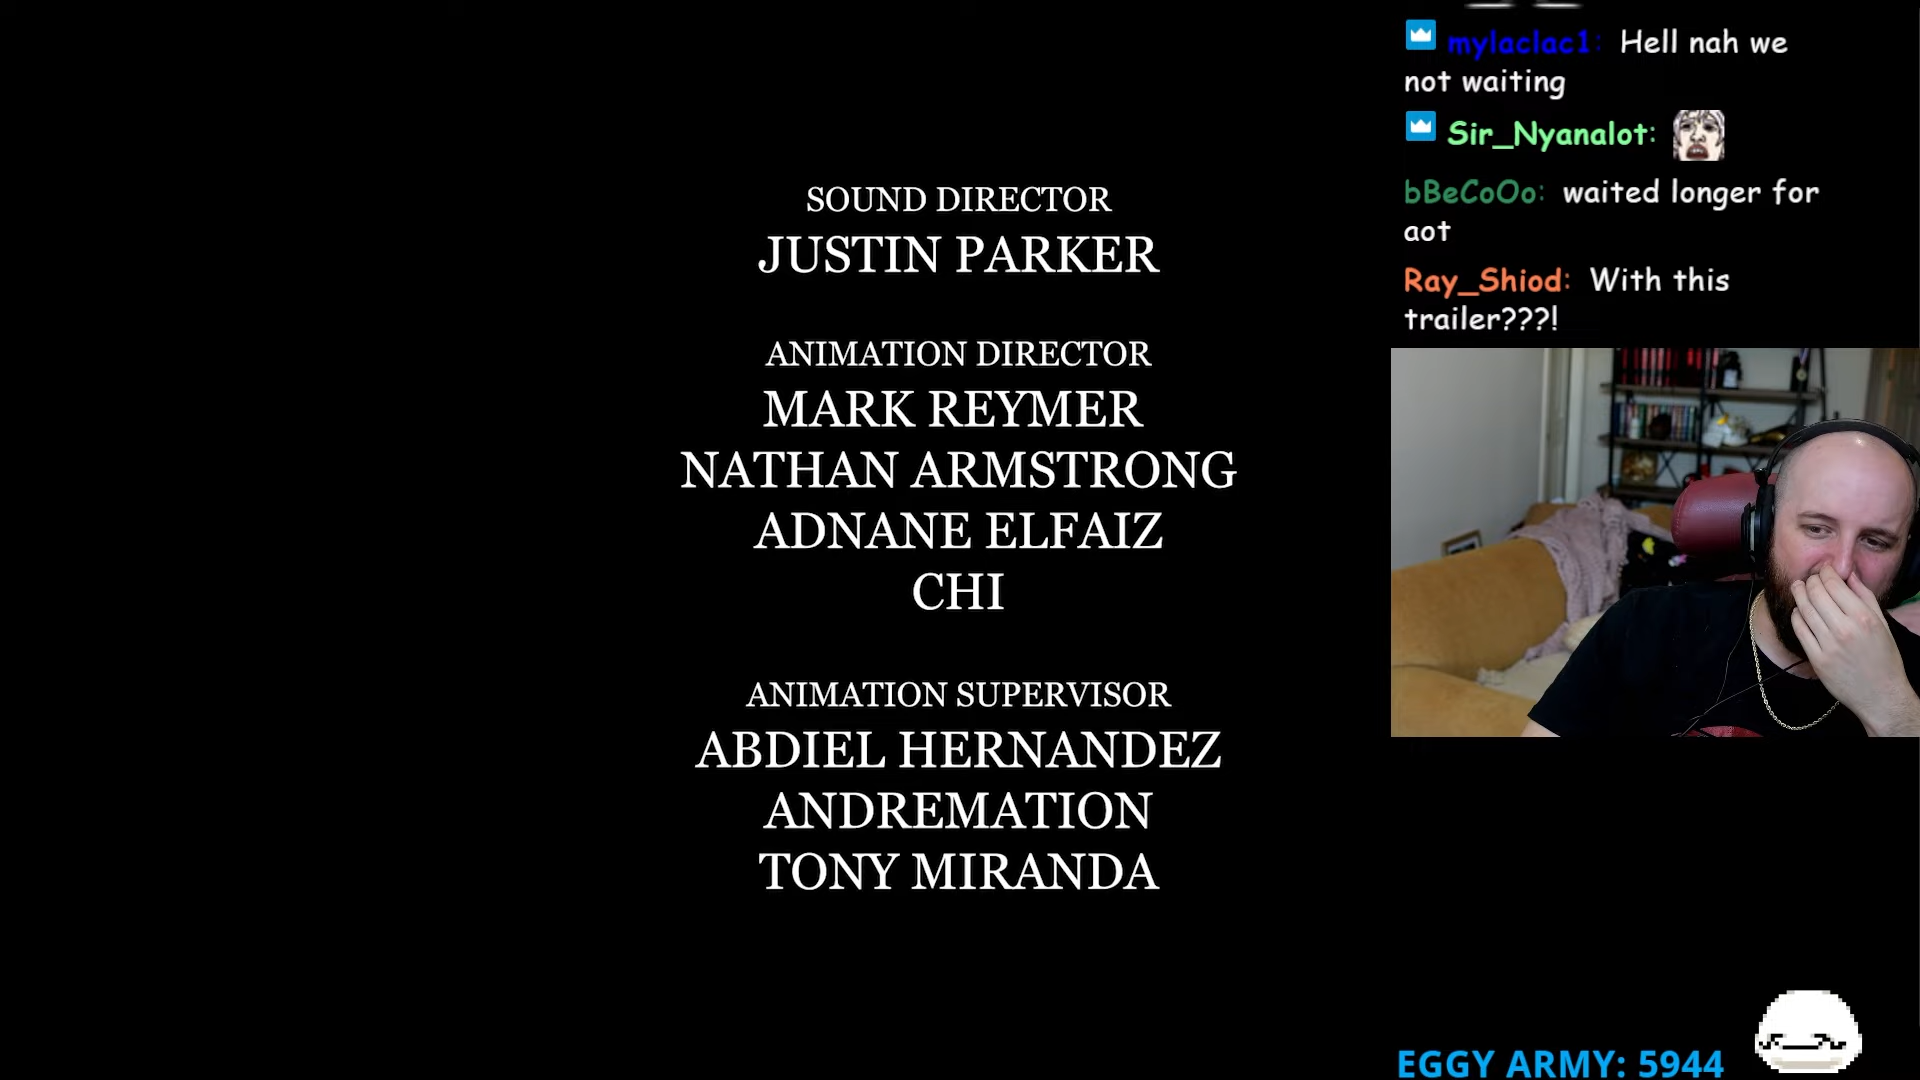 SOUND DIRECTOR
JUSTIN PARKER
ANIMATION DIRECTOR
MARK REYMER
NATHAN ARMSTRONG
ADNANE ELFAIZ
CHI
ANIMATION SUPERVISOR
ABDIEL HERNANDEZ
ANDREMATION
TONY MIRANDA
mylaclac1: Hell nah we
not waiting
Sir_Nyanalot:
bBeCoOo: waited longer for
aot
Ray_Shiod: With this
trailer???!
EGGY ARMY: 5944